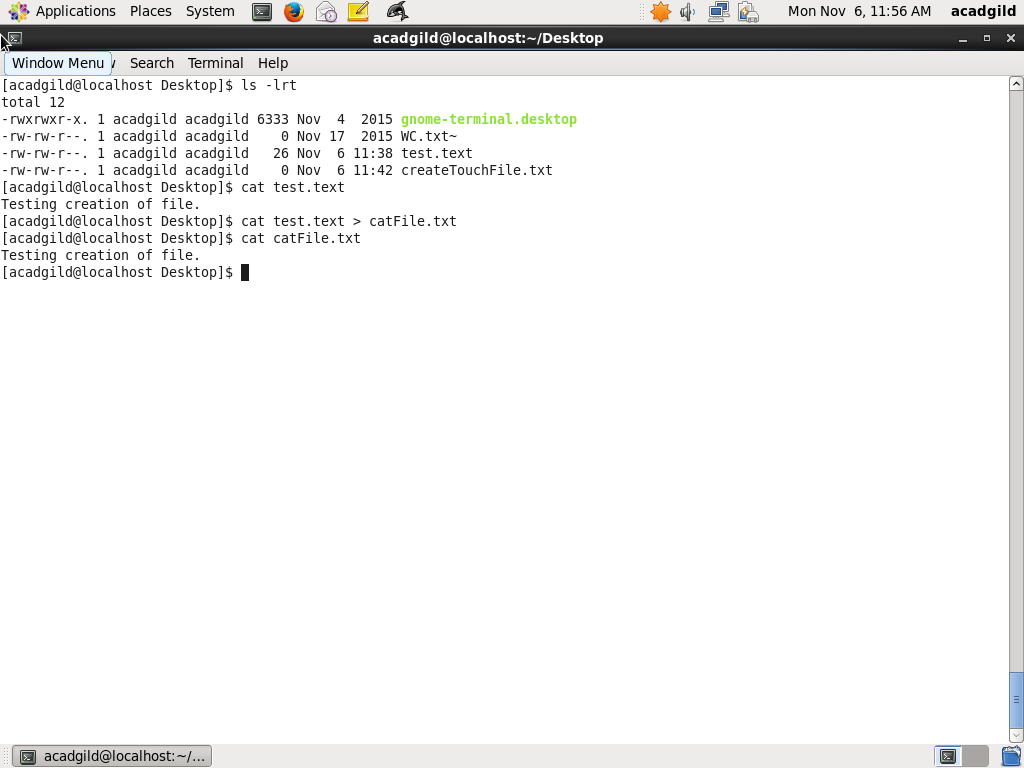 Applications Places System Mon Nov 6, 11:56 AM acadgild
acadgild@localhost:~/Desktop
Window Menu Search Terminal Help
[acadgild@localhost Desktop]$ ls -lrt
total 12
-rwxrwxr-x. 1 acadgild acadgild 6333 Nov  4  2015 gnome-terminal.desktop
-rw-rw-r--. 1 acadgild acadgild    0 Nov 17  2015 WC.txt~
-rw-rw-r--. 1 acadgild acadgild   26 Nov  6 11:38 test.text
-rw-rw-r--. 1 acadgild acadgild    0 Nov  6 11:42 createTouchFile.txt
[acadgild@localhost Desktop]$ cat test.text
Testing creation of file.
[acadgild@localhost Desktop]$ cat test.text > catFile.txt
[acadgild@localhost Desktop]$ cat catFile.txt
Testing creation of file.
[acadgild@localhost Desktop]$
acadgild@localhost:~/...